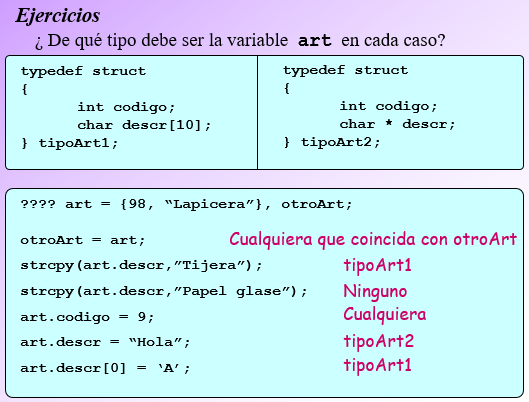 Ejercicios
¿ De qué tipo debe ser la variable art en cada caso?
typedef struct
{
int codigo;
char descr[10];
} tipoArt1;
typedef struct
{
int codigo;
char * descr;
} tipoArt2;
???? art = {98, “Lapicera”}, otroArt;
otroArt = art; Cualquiera que coincida con otroArt
strcpy(art.descr,”Tijera”); tipoArt1
strcpy(art.descr,”Papel glase”); Ninguno
art.codigo = 9; Cualquiera
art.descr = “Hola”; tipoArt2
art.descr[0] = ‘A’; tipoArt1